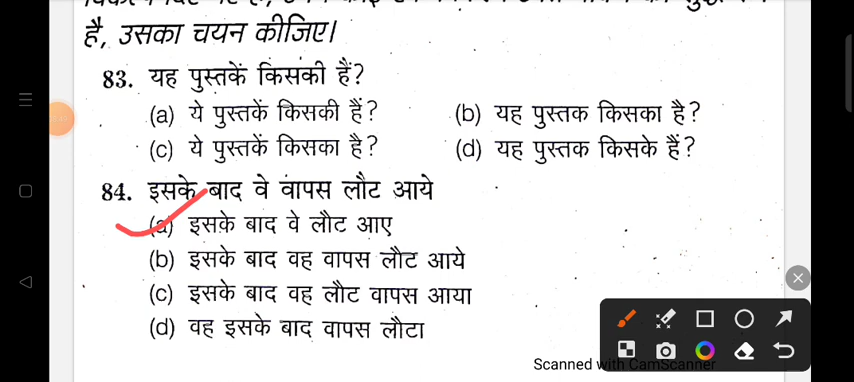 है, उसका चयन कीजिए।
83. यह पुस्तकें किसकी हैं?
(a) ये पुस्तकें किसकी हैं?
(b) यह पुस्तक किसका है?
(c) ये पुस्तकें किसका है?
(d) यह पुस्तक किसके हैं?
84. इसके बाद वे वापस लौट आये
(a) इसके बाद वे लौट आए
(b) इसके बाद वह वापस लौट आये
(c) इसके बाद वह लौट वापस आया
(d) वह इसके बाद वापस लौटा
Scanned with CamScanner